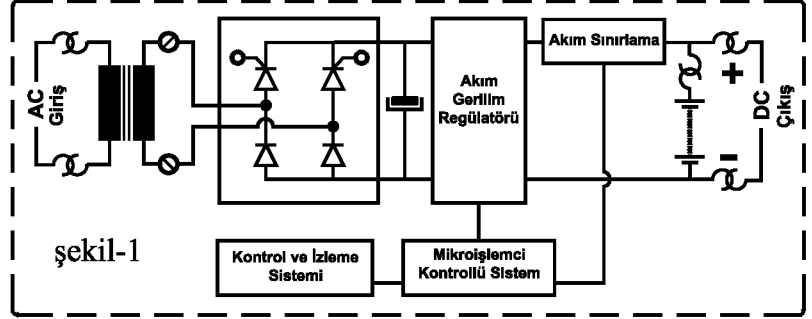 AC
Giriş
Akım
Gerilim
Regülatörü
Akım Sınırlama
+
-
DC
Çıkış
şekil-1
Kontrol ve İzleme
Sistemi
Mikroişlemci
Kontrollü Sistem